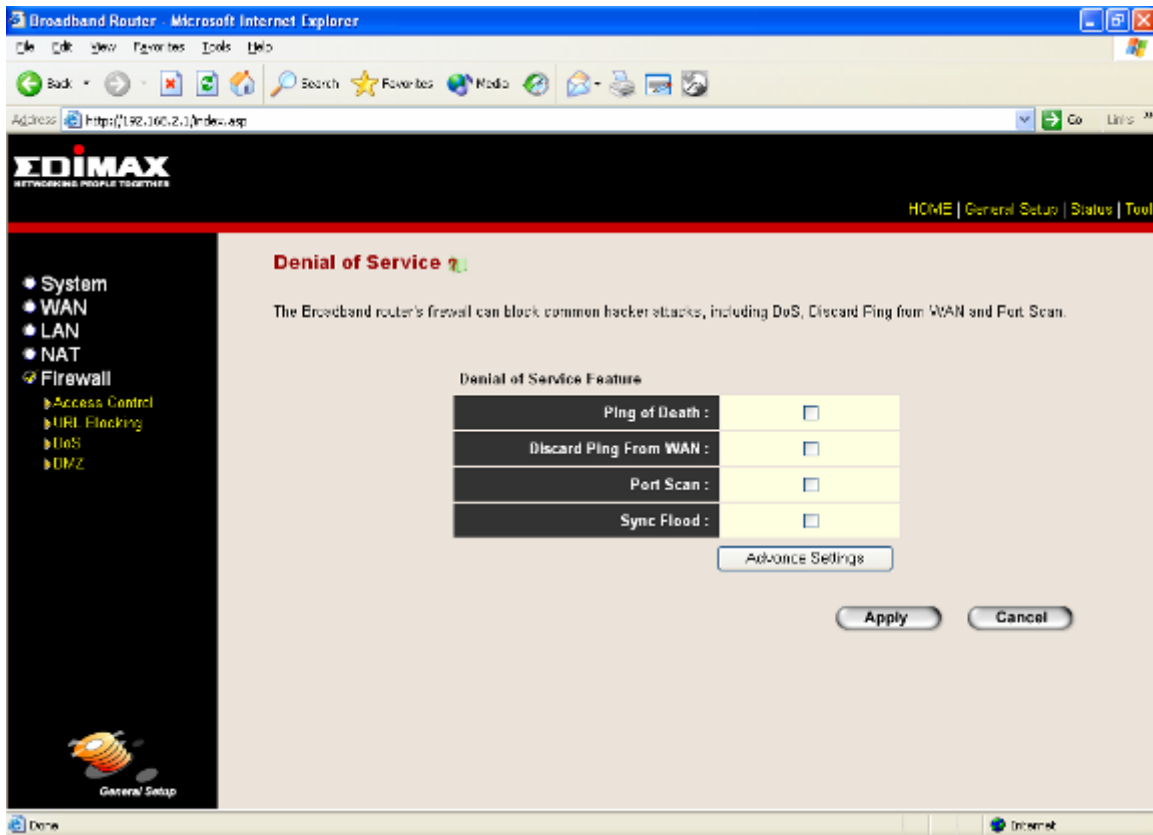 Broadband Router - Microsoft Internet Explorer
File Edit View Favorites Tools Help
Back Search Favorites Media
Address http://192.168.2.1/index.asp Go Links »
EDIMAX
NETWORKING PEOPLE TOGETHER
HOME | General Setup | Status | Tool
System
WAN
LAN
NAT
Firewall
Access Control
URL Blocking
DoS
DMZ
General Setup
Denial of Service
The Broadband router's firewall can block common hacker attacks, including DoS, Discard Ping from WAN and Port Scan.
Denial of Service Feature
Ping of Death :
Discard Ping From WAN :
Port Scan :
Sync Flood :
Advance Settings
Apply Cancel
Done Internet